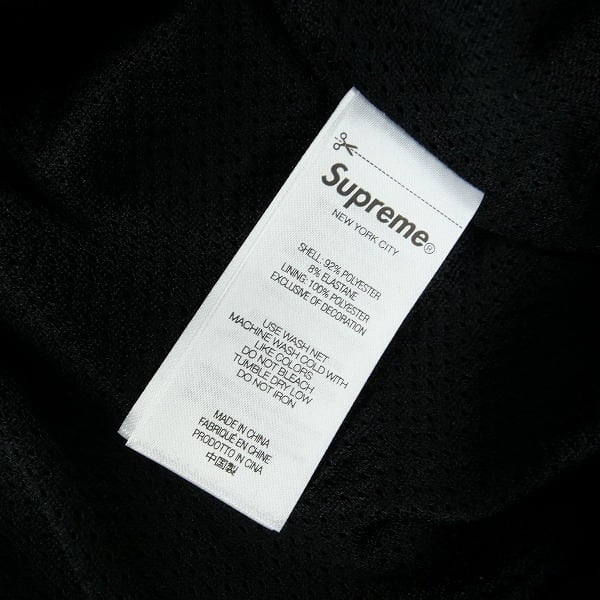 Supreme®
NEW YORK CITY
SHELL: 92% POLYESTER
8% ELASTANE
LINING: 100% POLYESTER
EXCLUSIVE OF DECORATION
USE WASH NET
MACHINE WASH COLD WITH
LIKE COLORS
DO NOT BLEACH
TUMBLE DRY LOW
DO NOT IRON
MADE IN CHINA
FABRIQUÉ EN CHINE
PRODOTTO IN CINA
中国製